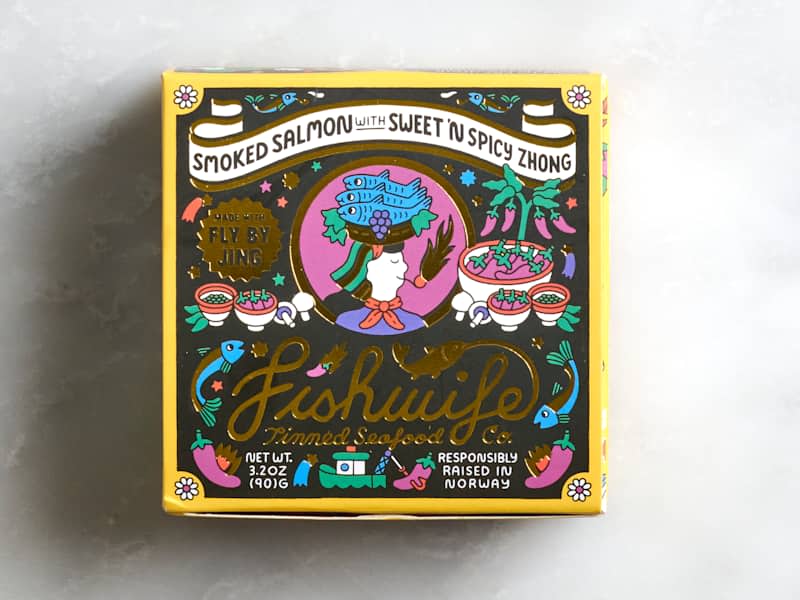 SMOKED SALMON WITH SWEET 'N SPICY ZHONG
MADE WITH
FLY BY
JING
Fishwife
Tinned Seafood Co.
NET WT.
3.2OZ
(90)G
RESPONSIBLY
RAISED IN
NORWAY